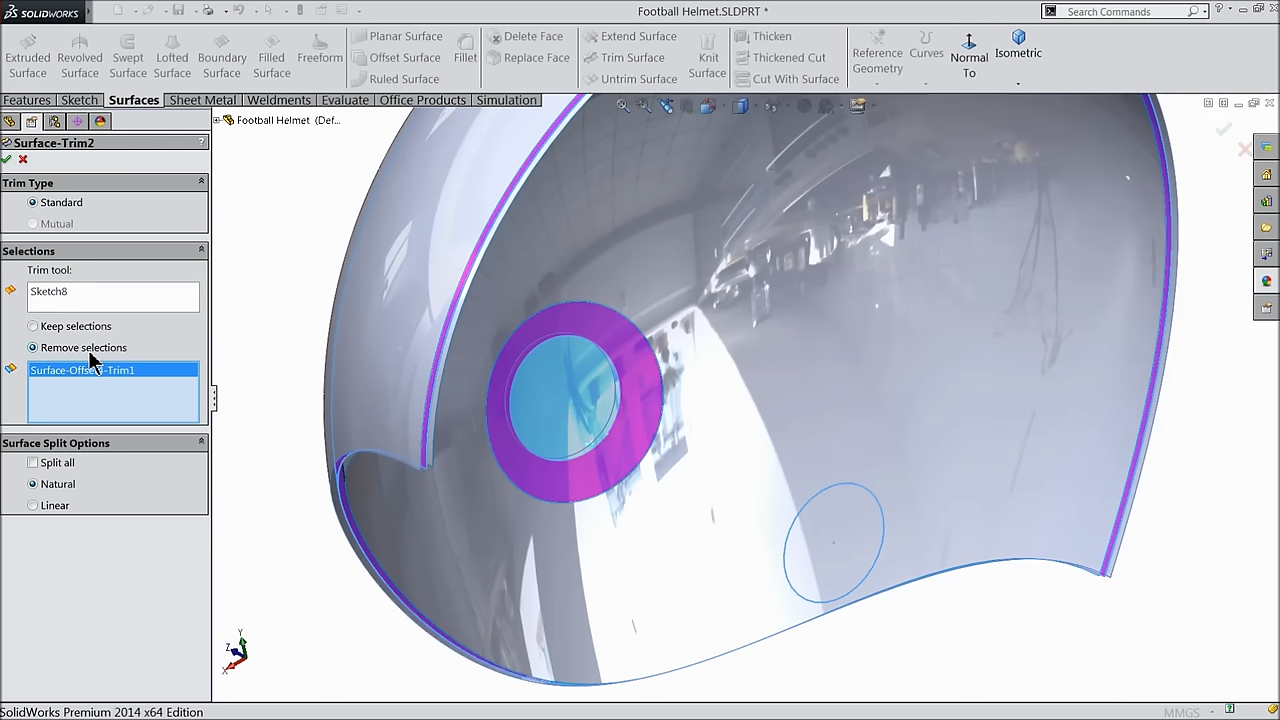 SOLIDWORKS
Football Helmet.SLDPRT *
Search Commands
Extruded Surface
Revolved Surface
Swept Surface
Lofted Surface
Boundary Surface
Filled Surface
Freeform
Planar Surface
Offset Surface
Ruled Surface
Fillet
Delete Face
Replace Face
Extend Surface
Trim Surface
Untrim Surface
Knit Surface
Thicken
Thickened Cut
Cut With Surface
Reference Geometry
Curves
Normal To
Isometric
Features
Sketch
Surfaces
Sheet Metal
Weldments
Evaluate
Office Products
Simulation
Football Helmet (Def...
Surface-Trim2
?
Trim Type
Standard
Mutual
Selections
Trim tool:
Sketch8
Keep selections
Remove selections
Surface Split Options
Split all
Natural
Linear
Y
Z
X
SolidWorks Premium 2014 x64 Edition
MMGS